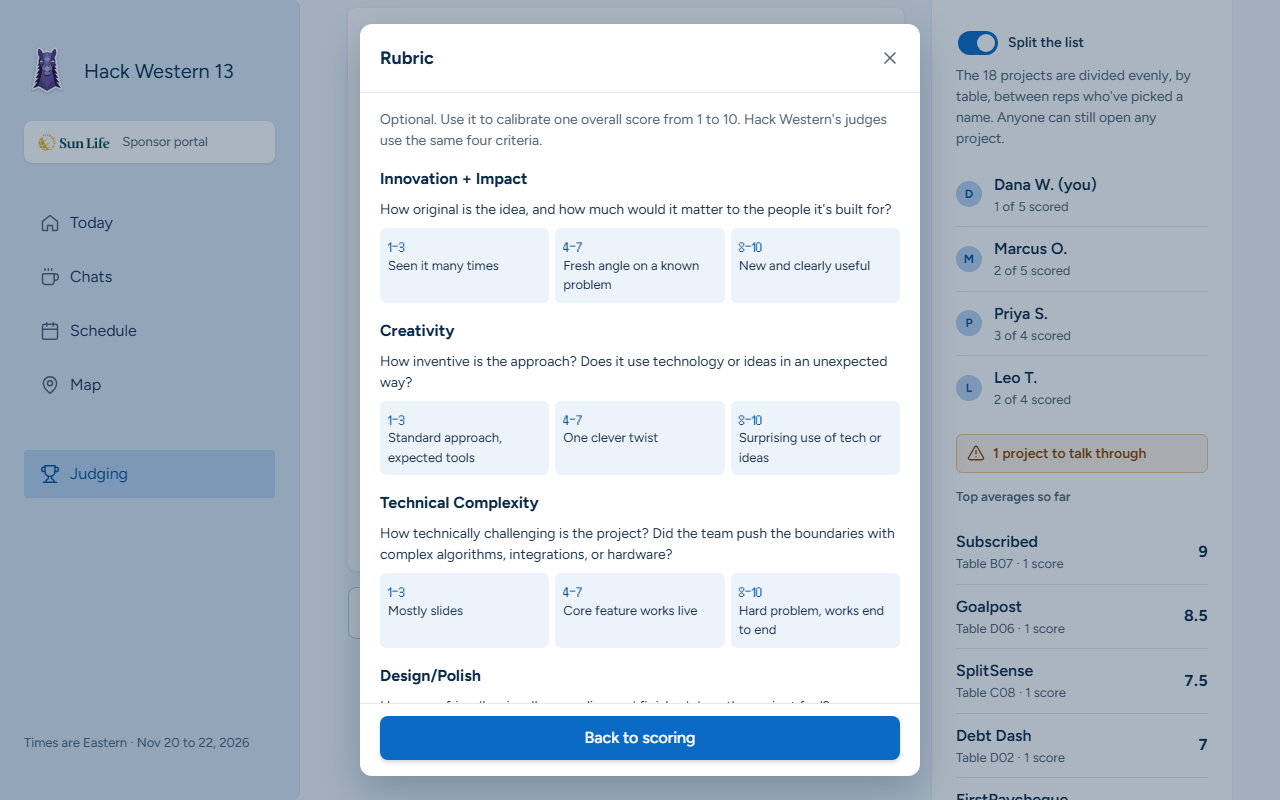 Hack Western 13
Sun Life Sponsor portal
Today
Chats
Schedule
Map
Judging
Times are Eastern · Nov 20 to 22, 2026
Rubric
Optional. Use it to calibrate one overall score from 1 to 10. Hack Western's judges
use the same four criteria.
Innovation + Impact
How original is the idea, and how much would it matter to the people it's built for?
1–3
Seen it many times
4–7
Fresh angle on a known
problem
8–10
New and clearly useful
Creativity
How inventive is the approach? Does it use technology or ideas in an unexpected
way?
1–3
Standard approach,
expected tools
4–7
One clever twist
8–10
Surprising use of tech or
ideas
Technical Complexity
How technically challenging is the project? Did the team push the boundaries with
complex algorithms, integrations, or hardware?
1–3
Mostly slides
4–7
Core feature works live
8–10
Hard problem, works end
to end
Design/Polish
Back to scoring
Split the list
The 18 projects are divided evenly, by
table, between reps who've picked a
name. Anyone can still open any
project.
D
Dana W. (you)
1 of 5 scored
M
Marcus O.
2 of 5 scored
P
Priya S.
3 of 4 scored
L
Leo T.
2 of 4 scored
1 project to talk through
Top averages so far
Subscribed
Table B07 · 1 score
9
Goalpost
Table D06 · 1 score
8.5
SplitSense
Table C08 · 1 score
7.5
Debt Dash
Table D02 · 1 score
7
FirstPaycheque